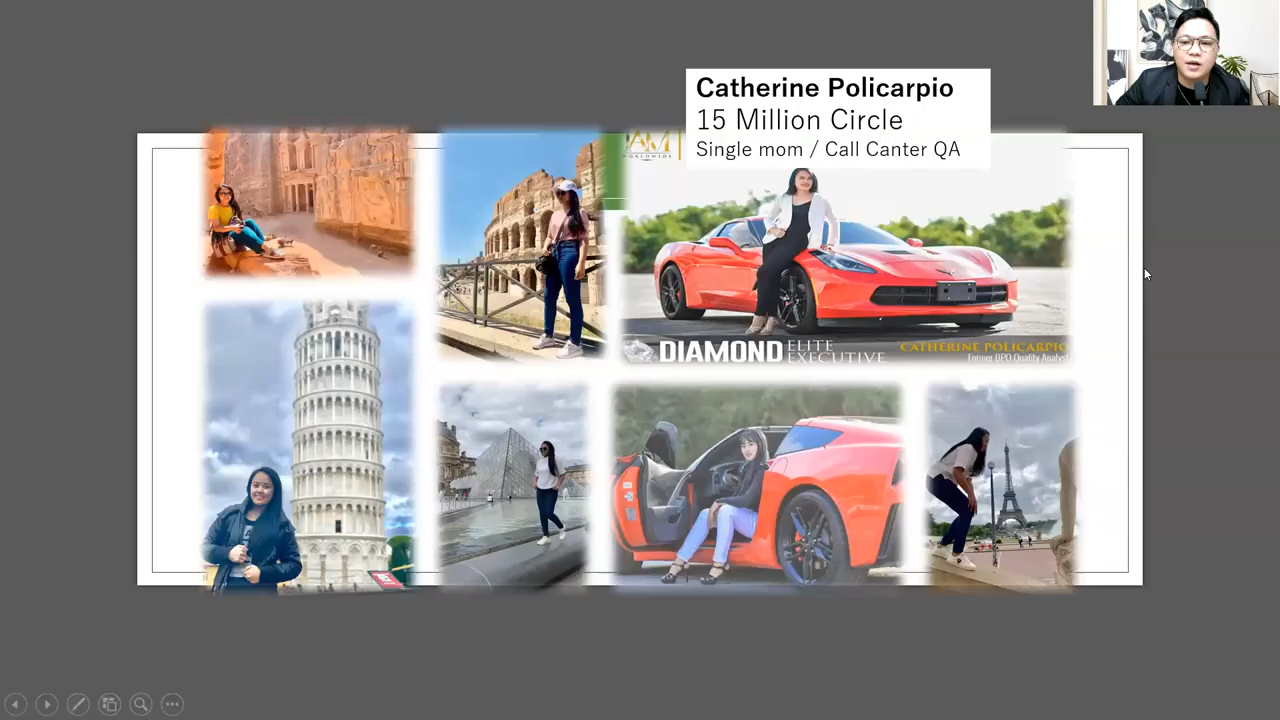 Catherine Policarpio
15 Million Circle
Single mom / Call Canter QA
DIAMOND ELITE EXECUTIVE
CATHERINE POLICARPIO
Former BPO Quality Analyst